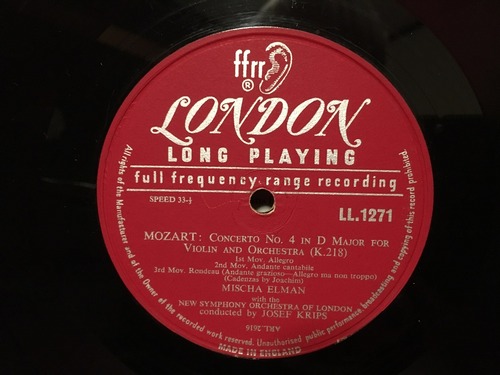 ffrr
®
LONDON
LONG PLAYING
full frequency range recording
SPEED 33⅓
LL.1271
MOZART: CONCERTO NO. 4 IN D MAJOR FOR
VIOLIN AND ORCHESTRA (K.218)
1st Mov. Allegro
2nd Mov. Andante cantabile
3rd Mov. Rondeau (Andante grazioso—Allegro ma non troppo)
(Cadenzas by Joachim)
MISCHA ELMAN
with the
NEW SYMPHONY ORCHESTRA OF LONDON
conducted by JOSEF KRIPS
ARL.2616
All rights of the Manufacturer and of the Owner of the recorded work reserved. Unauthorised public performance, broadcasting and copying of this record prohibited.
MADE IN ENGLAND